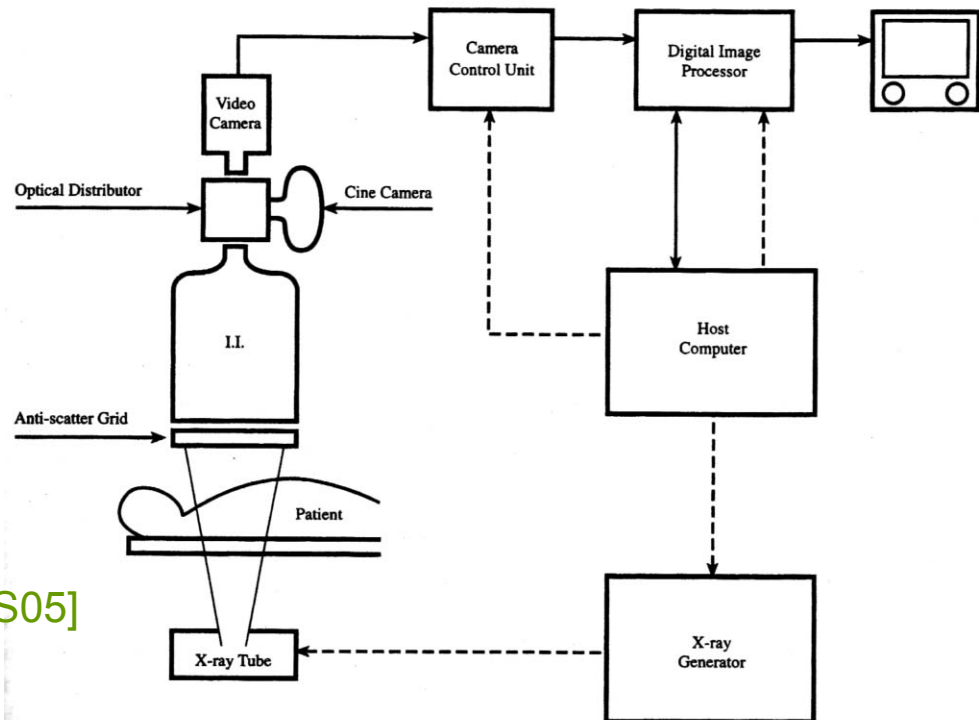 Camera
Control Unit
Digital Image
Processor
Video
Camera
Optical Distributor
Cine Camera
I.I.
Host
Computer
Anti-scatter Grid
Patient
S05]
X-ray Tube
X-ray
Generator